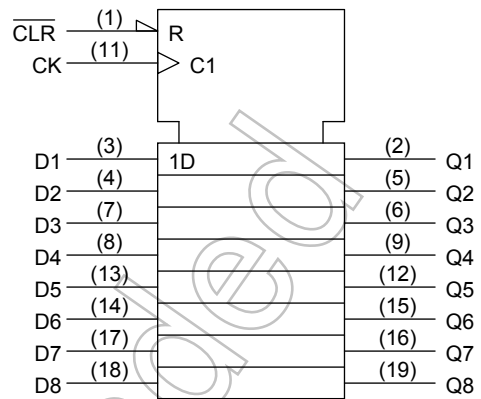 CLR (1) R
CK (11) C1
D1 (3) 1D (2) Q1
D2 (4) (5) Q2
D3 (7) (6) Q3
D4 (8) (9) Q4
D5 (13) (12) Q5
D6 (14) (15) Q6
D7 (17) (16) Q7
D8 (18) (19) Q8
ded